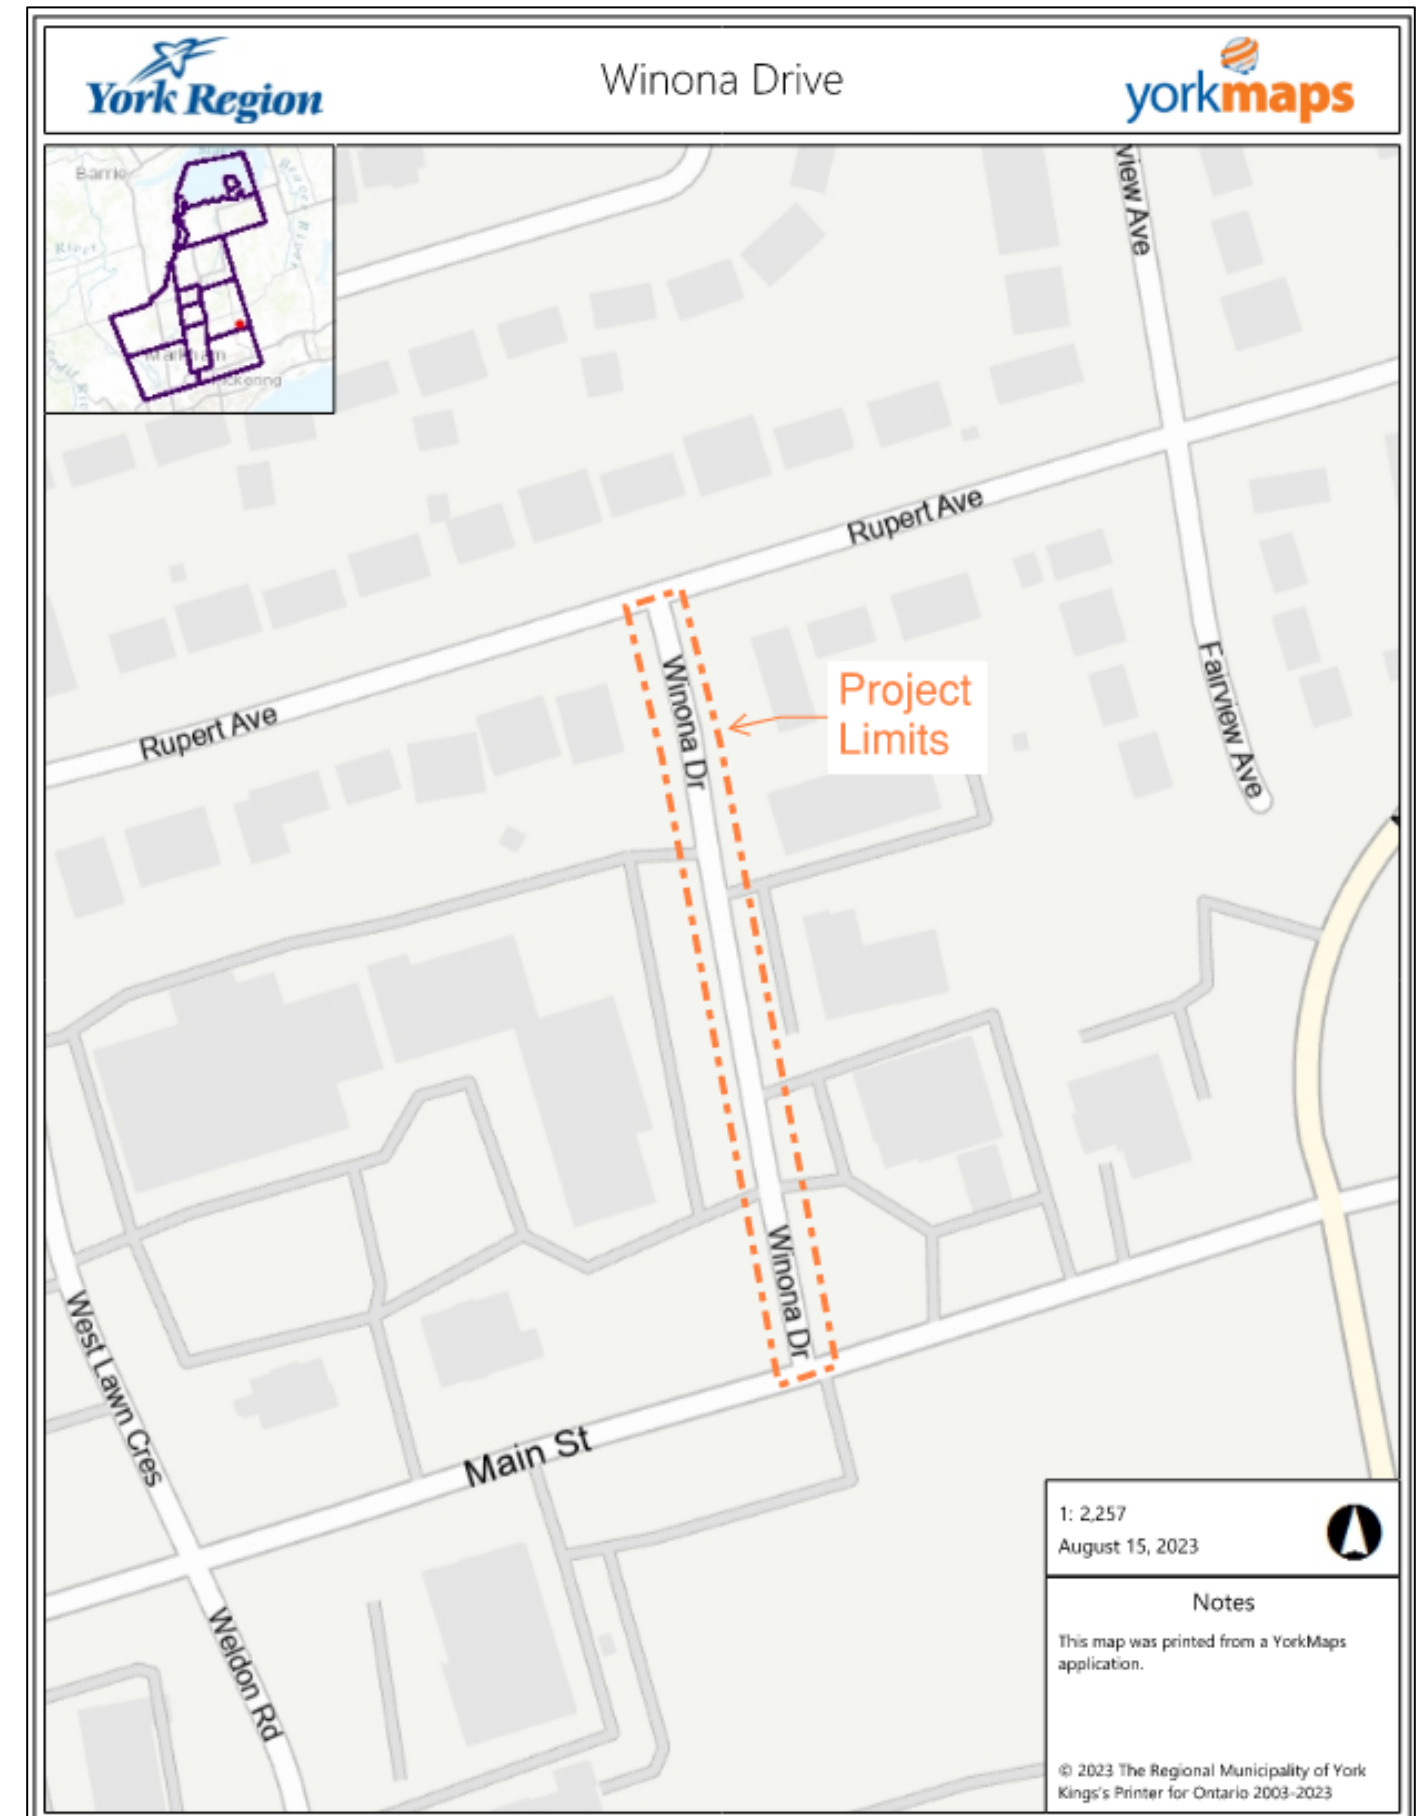 York Region
Winona Drive
yorkmaps
Barrie
Markham
view Ave
Rupert Ave
Project
Limits
Winona Dr
Rupert Ave
Fairview Ave
Winona Dr
West Lawn Cres
Main St
Weldon Rd
1: 2,257
August 15, 2023
Notes
This map was printed from a YorkMaps
application.
© 2023 The Regional Municipality of York
Kings's Printer for Ontario 2003-2023